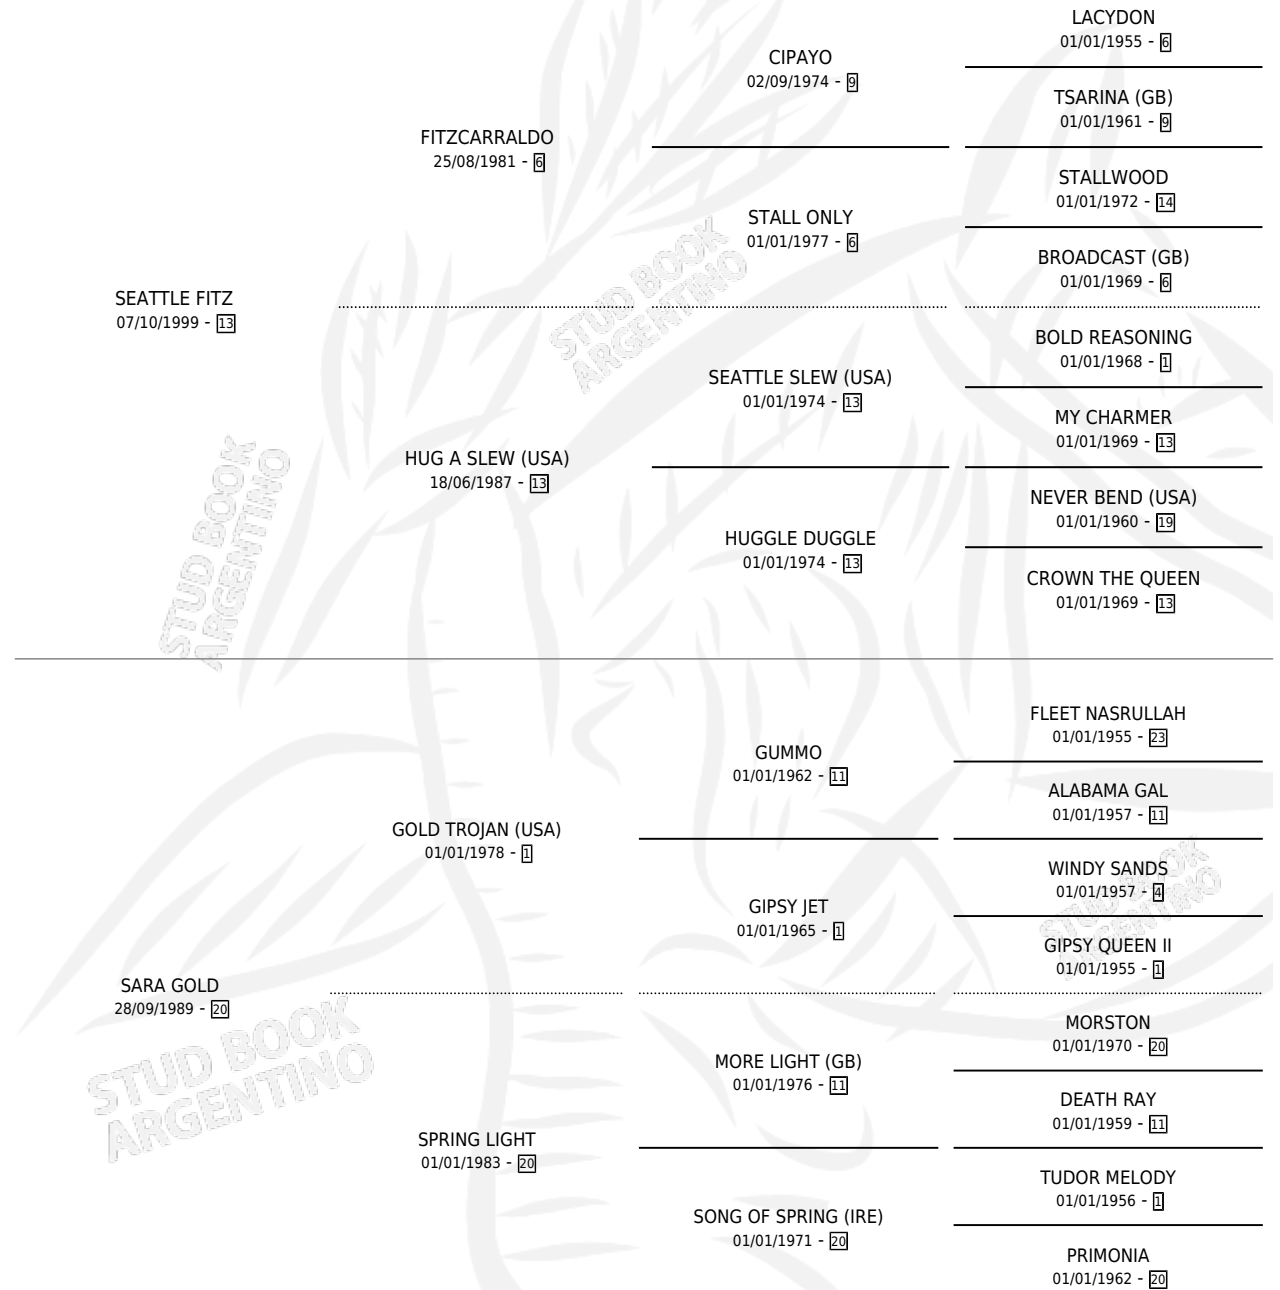 LACYDON
01/01/1955 - 6
CIPAYO
02/09/1974 - 9
TSARINA (GB)
01/01/1961 - 9
FITZCARRALDO
25/08/1981 - 6
STALLWOOD
01/01/1972 - 14
STALL ONLY
01/01/1977 - 6
BROADCAST (GB)
01/01/1969 - 6
SEATTLE FITZ
07/10/1999 - 13
STUD BOOK
ARGENTINO
BOLD REASONING
01/01/1968 - 1
SEATTLE SLEW (USA)
01/01/1974 - 13
MY CHARMER
01/01/1969 - 13
HUG A SLEW (USA)
18/06/1987 - 13
NEVER BEND (USA)
01/01/1960 - 19
HUGGLE DUGGLE
01/01/1974 - 13
CROWN THE QUEEN
01/01/1969 - 13
STUD BOOK
ARGENTINO
FLEET NASRULLAH
01/01/1955 - 23
GUMMO
01/01/1962 - 11
ALABAMA GAL
01/01/1957 - 11
GOLD TROJAN (USA)
01/01/1978 - 1
WINDY SANDS
01/01/1957 - 4
GIPSY JET
01/01/1965 - 1
STUD BOOK
ARGENTINO
GIPSY QUEEN II
01/01/1955 - 1
SARA GOLD
28/09/1989 - 20
MORSTON
01/01/1970 - 20
STUD BOOK
ARGENTINO
MORE LIGHT (GB)
01/01/1976 - 11
DEATH RAY
01/01/1959 - 11
SPRING LIGHT
01/01/1983 - 20
TUDOR MELODY
01/01/1956 - 1
SONG OF SPRING (IRE)
01/01/1971 - 20
PRIMONIA
01/01/1962 - 20